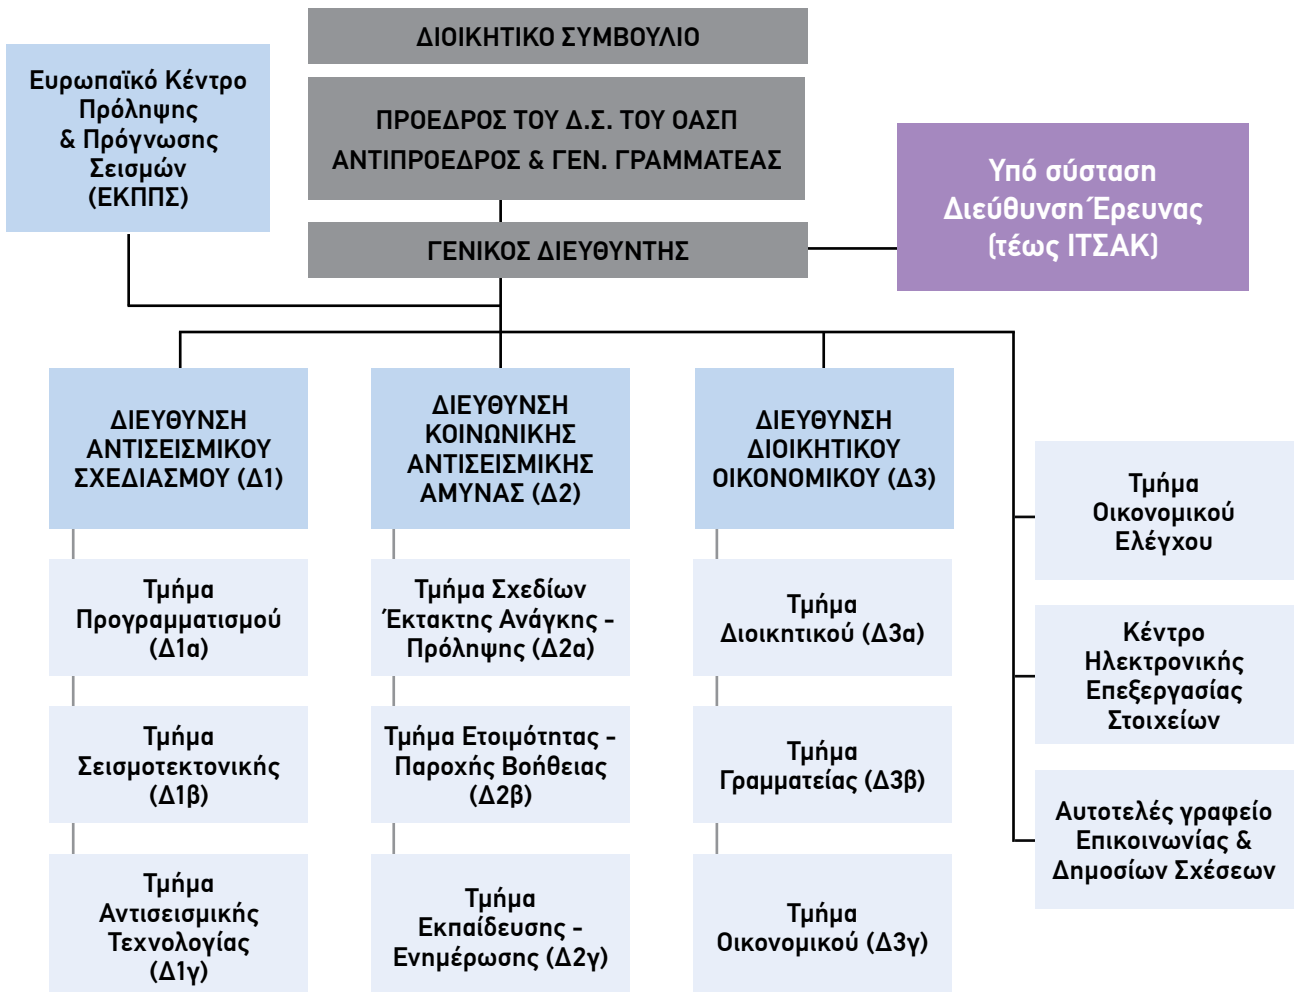 ΔΙΟΙΚΗΤΙΚΟ ΣΥΜΒΟΥΛΙΟ
Ευρωπαϊκό Κέντρο
Πρόληψης
& Πρόγνωσης
Σεισμών
(ΕΚΠΠΣ)
ΠΡΟΕΔΡΟΣ ΤΟΥ Δ.Σ. ΤΟΥ ΟΑΣΠ
ΑΝΤΙΠΡΟΕΔΡΟΣ & ΓΕΝ. ΓΡΑΜΜΑΤΕΑΣ
Υπό σύσταση
Διεύθυνση Έρευνας
(τέως ΙΤΣΑΚ)
ΓΕΝΙΚΟΣ ΔΙΕΥΘΥΝΤΗΣ
ΔΙΕΥΘΥΝΣΗ
ΑΝΤΙΣΕΙΣΜΙΚΟΥ
ΣΧΕΔΙΑΣΜΟΥ (Δ1)
Τμήμα
Προγραμματισμού
(Δ1α)
Τμήμα
Σεισμοτεκτονικής
(Δ1β)
Τμήμα
Αντισεισμικής
Τεχνολογίας
(Δ1γ)
ΔΙΕΥΘΥΝΣΗ
ΚΟΙΝΩΝΙΚΗΣ
ΑΝΤΙΣΕΙΣΜΙΚΗΣ
ΑΜΥΝΑΣ (Δ2)
Τμήμα Σχεδίων
Έκτακτης Ανάγκης -
Πρόληψης (Δ2α)
Τμήμα Ετοιμότητας -
Παροχής Βοήθειας
(Δ2β)
Τμήμα
Εκπαίδευσης -
Ενημέρωσης (Δ2γ)
ΔΙΕΥΘΥΝΣΗ
ΔΙΟΙΚΗΤΙΚΟΥ
ΟΙΚΟΝΟΜΙΚΟΥ (Δ3)
Τμήμα
Διοικητικού (Δ3α)
Τμήμα
Γραμματείας (Δ3β)
Τμήμα
Οικονομικού (Δ3γ)
Τμήμα
Οικονομικού
Ελέγχου
Κέντρο
Ηλεκτρονικής
Επεξεργασίας
Στοιχείων
Αυτοτελές γραφείο
Επικοινωνίας &
Δημοσίων Σχέσεων